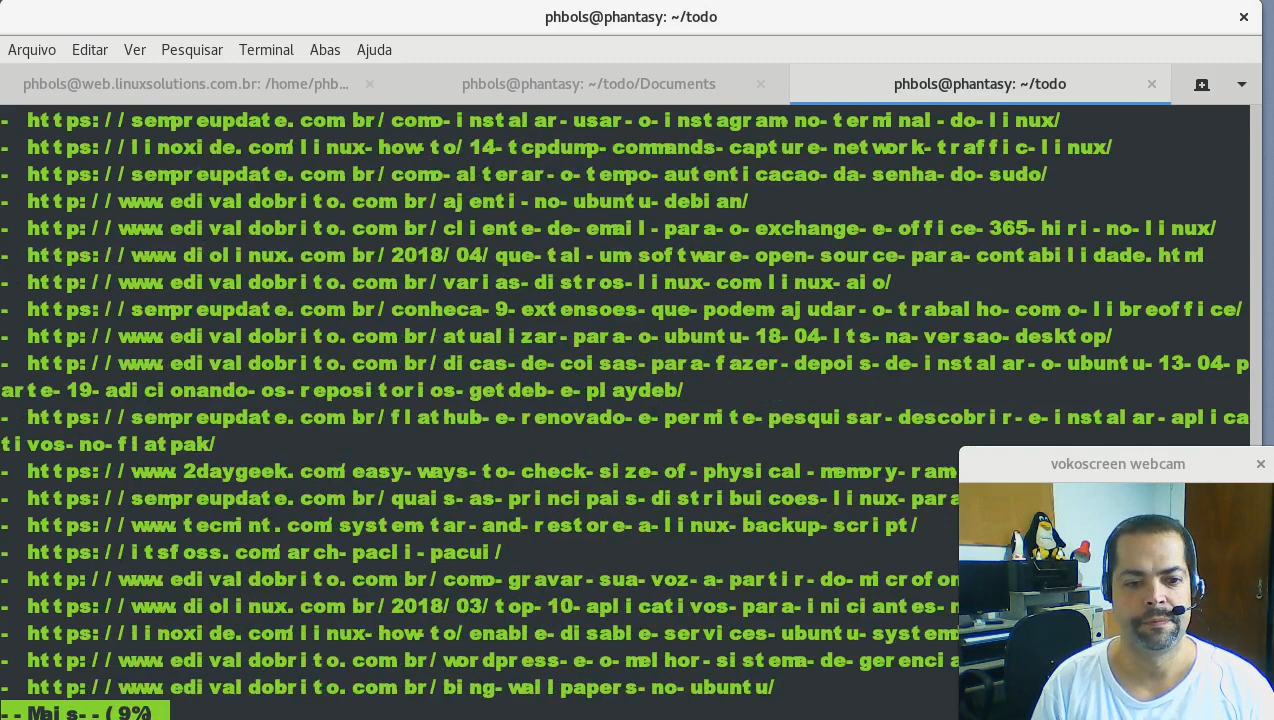 phbols@phantasy: ~/todo
Arquivo Editar Ver Pesquisar Terminal Abas Ajuda
phbols@web.linuxsolutions.com.br: /home/phb... phbols@phantasy: ~/todo/Documents phbols@phantasy: ~/todo
- https://sempreupdate.com.br/como-instalar-usar-o-instagram-no-terminal-do-linux/
- https://linoxide.com/linux-how-to/14-tcpdump-commands-capture-network-traffic-linux/
- https://sempreupdate.com.br/como-alterar-o-tempo-autenticacao-da-senha-do-sudo/
- http://www.edivaldobrito.com.br/ajenti-no-ubuntu-debian/
- http://www.edivaldobrito.com.br/cliente-de-email-para-o-exchange-e-office-365-hiri-no-linux/
- http://www.diolinux.com.br/2018/04/que-tal-um-software-open-source-para-contabilidade.html
- http://www.edivaldobrito.com.br/varias-distros-linux-com-linux-aio/
- https://sempreupdate.com.br/conheca-9-extensoes-que-podem-ajudar-o-trabalho-com-o-libreoffice/
- http://www.edivaldobrito.com.br/atualizar-para-o-ubuntu-18-04-lts-na-versao-desktop/
- http://www.edivaldobrito.com.br/dicas-de-coisas-para-fazer-depois-de-instalar-o-ubuntu-13-04-p
arte-19-adicionando-os-repositorios-getdeb-e-playdeb/
- https://sempreupdate.com.br/flathub-e-renovado-e-permite-pesquisar-descobrir-e-instalar-aplica
tivos-no-flatpak/
- https://www.2daygeek.com/easy-ways-to-check-size-of-physical-memory-ram
- https://sempreupdate.com.br/quais-as-principais-distribuicoes-linux-para
- https://www.tecmint.com/system-tar-and-restore-a-linux-backup-script/
- https://itsfoss.com/arch-pacli-pacui/
- http://www.edivaldobrito.com.br/como-gravar-sua-voz-a-partir-do-microfon
- http://www.diolinux.com.br/2018/03/top-10-aplicativos-para-iniciantes-
- https://linoxide.com/linux-how-to/enable-disable-services-ubuntu-system
- http://www.edivaldobrito.com.br/wordpress-e-o-melhor-sistema-de-gerencia
- http://www.edivaldobrito.com.br/bing-wallpapers-no-ubuntu/
--Mais--(9%)
vokoscreen webcam